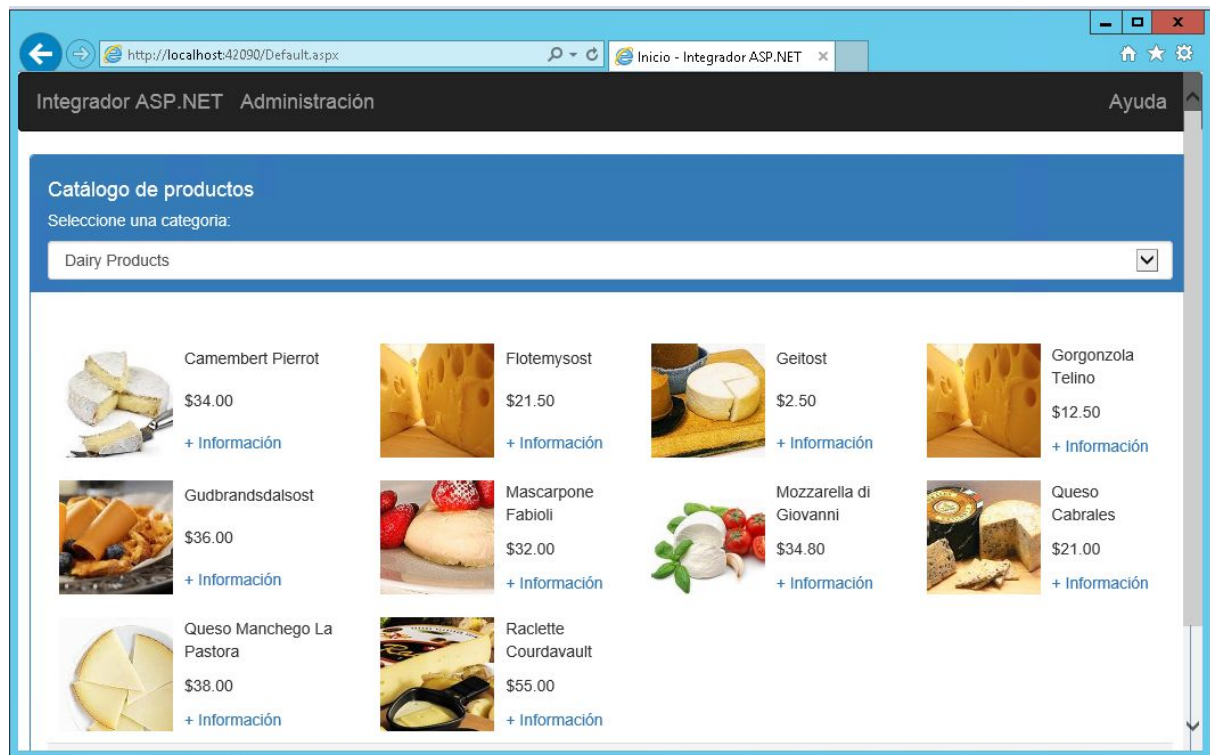 http://localhost:42090/Default.aspx
Inicio - Integrador ASP.NET
Integrador ASP.NET Administración Ayuda
Catálogo de productos
Seleccione una categoria:
Dairy Products
Camembert Pierrot
$34.00
+ Información
Flotemysost
$21.50
+ Información
Geitost
$2.50
+ Información
Gorgonzola
Telino
$12.50
+ Información
Gudbrandsdalsost
$36.00
+ Información
Mascarpone
Fabioli
$32.00
+ Información
Mozzarella di
Giovanni
$34.80
+ Información
Queso
Cabrales
$21.00
+ Información
Queso Manchego La
Pastora
$38.00
+ Información
Raclette
Courdavault
$55.00
+ Información